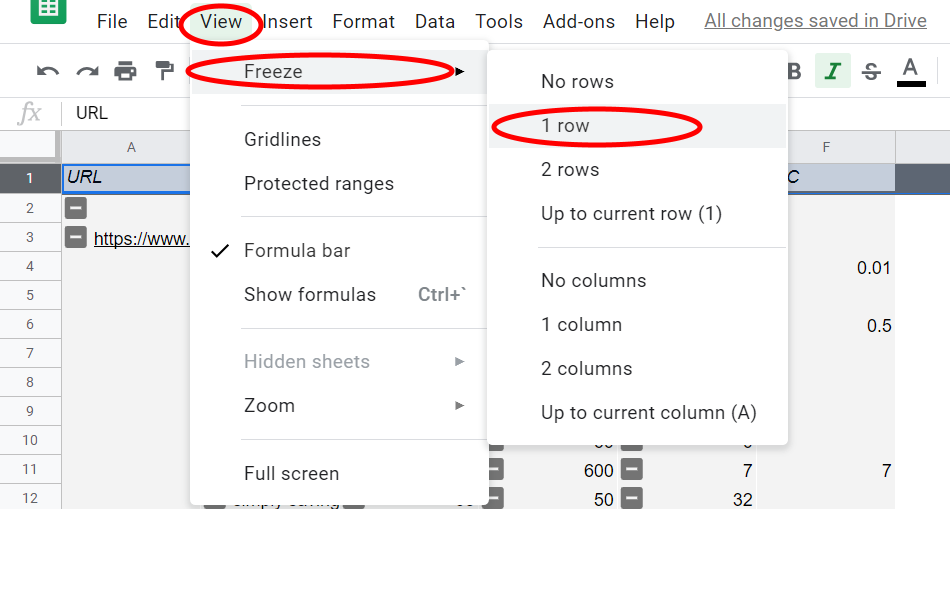 File Edit View Insert Format Data Tools Add-ons Help All changes saved in Drive
Freeze ► B I S A
fx URL
No rows
1 row
2 rows
Up to current row (1)
No columns
1 column
2 columns
Up to current column (A)
Gridlines
Protected ranges
✓ Formula bar
Show formulas Ctrl+`
Hidden sheets ►
Zoom ►
Full screen
A F
1 URL C
2
3 https://www.
4 0.01
5
6 0.5
7
8
9
10
11 600 7 7
12 50 32